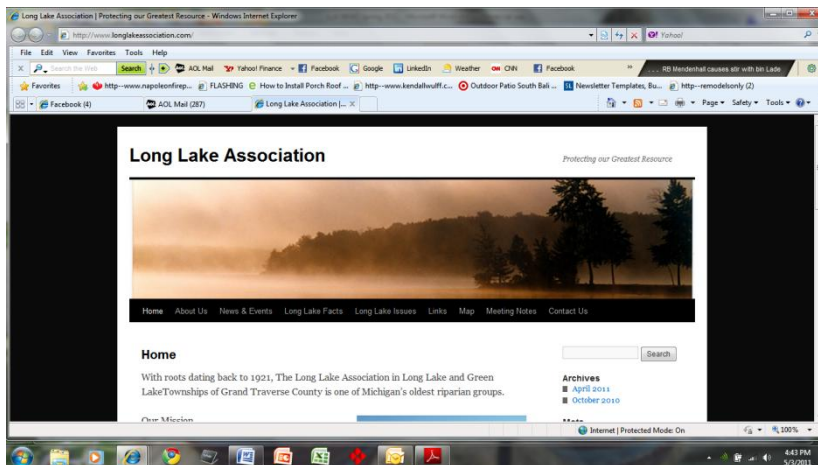 Long Lake Association | Protecting our Greatest Resource - Windows Internet Explorer
http://www.longlakeassociation.com/
Yahoo!
File Edit View Favorites Tools Help
X Search the Web Search AOL Mail Yahoo! Finance Facebook Google LinkedIn Weather CNN Facebook » .... RB Mendenhall causes stir with bin Lade
Favorites http--www.napoleonfirep... FLASHING How to Install Porch Roof ... http--www.kendallwulff.c... Outdoor Patio South Bali ... Newsletter Templates, Bu... http--remodelsonly (2)
Facebook (4) AOL Mail (287) Long Lake Association |... X Page Safety Tools
Long Lake Association
Protecting our Greatest Resource
Home About Us News & Events Long Lake Facts Long Lake Issues Links Map Meeting Notes Contact Us
Home
Search
With roots dating back to 1921, The Long Lake Association in Long Lake and Green
LakeTownships of Grand Traverse County is one of Michigan's oldest riparian groups.
Archives
April 2011
October 2010
Our Mission
Meta
Internet | Protected Mode: On 100%
4:43 PM
5/3/2011